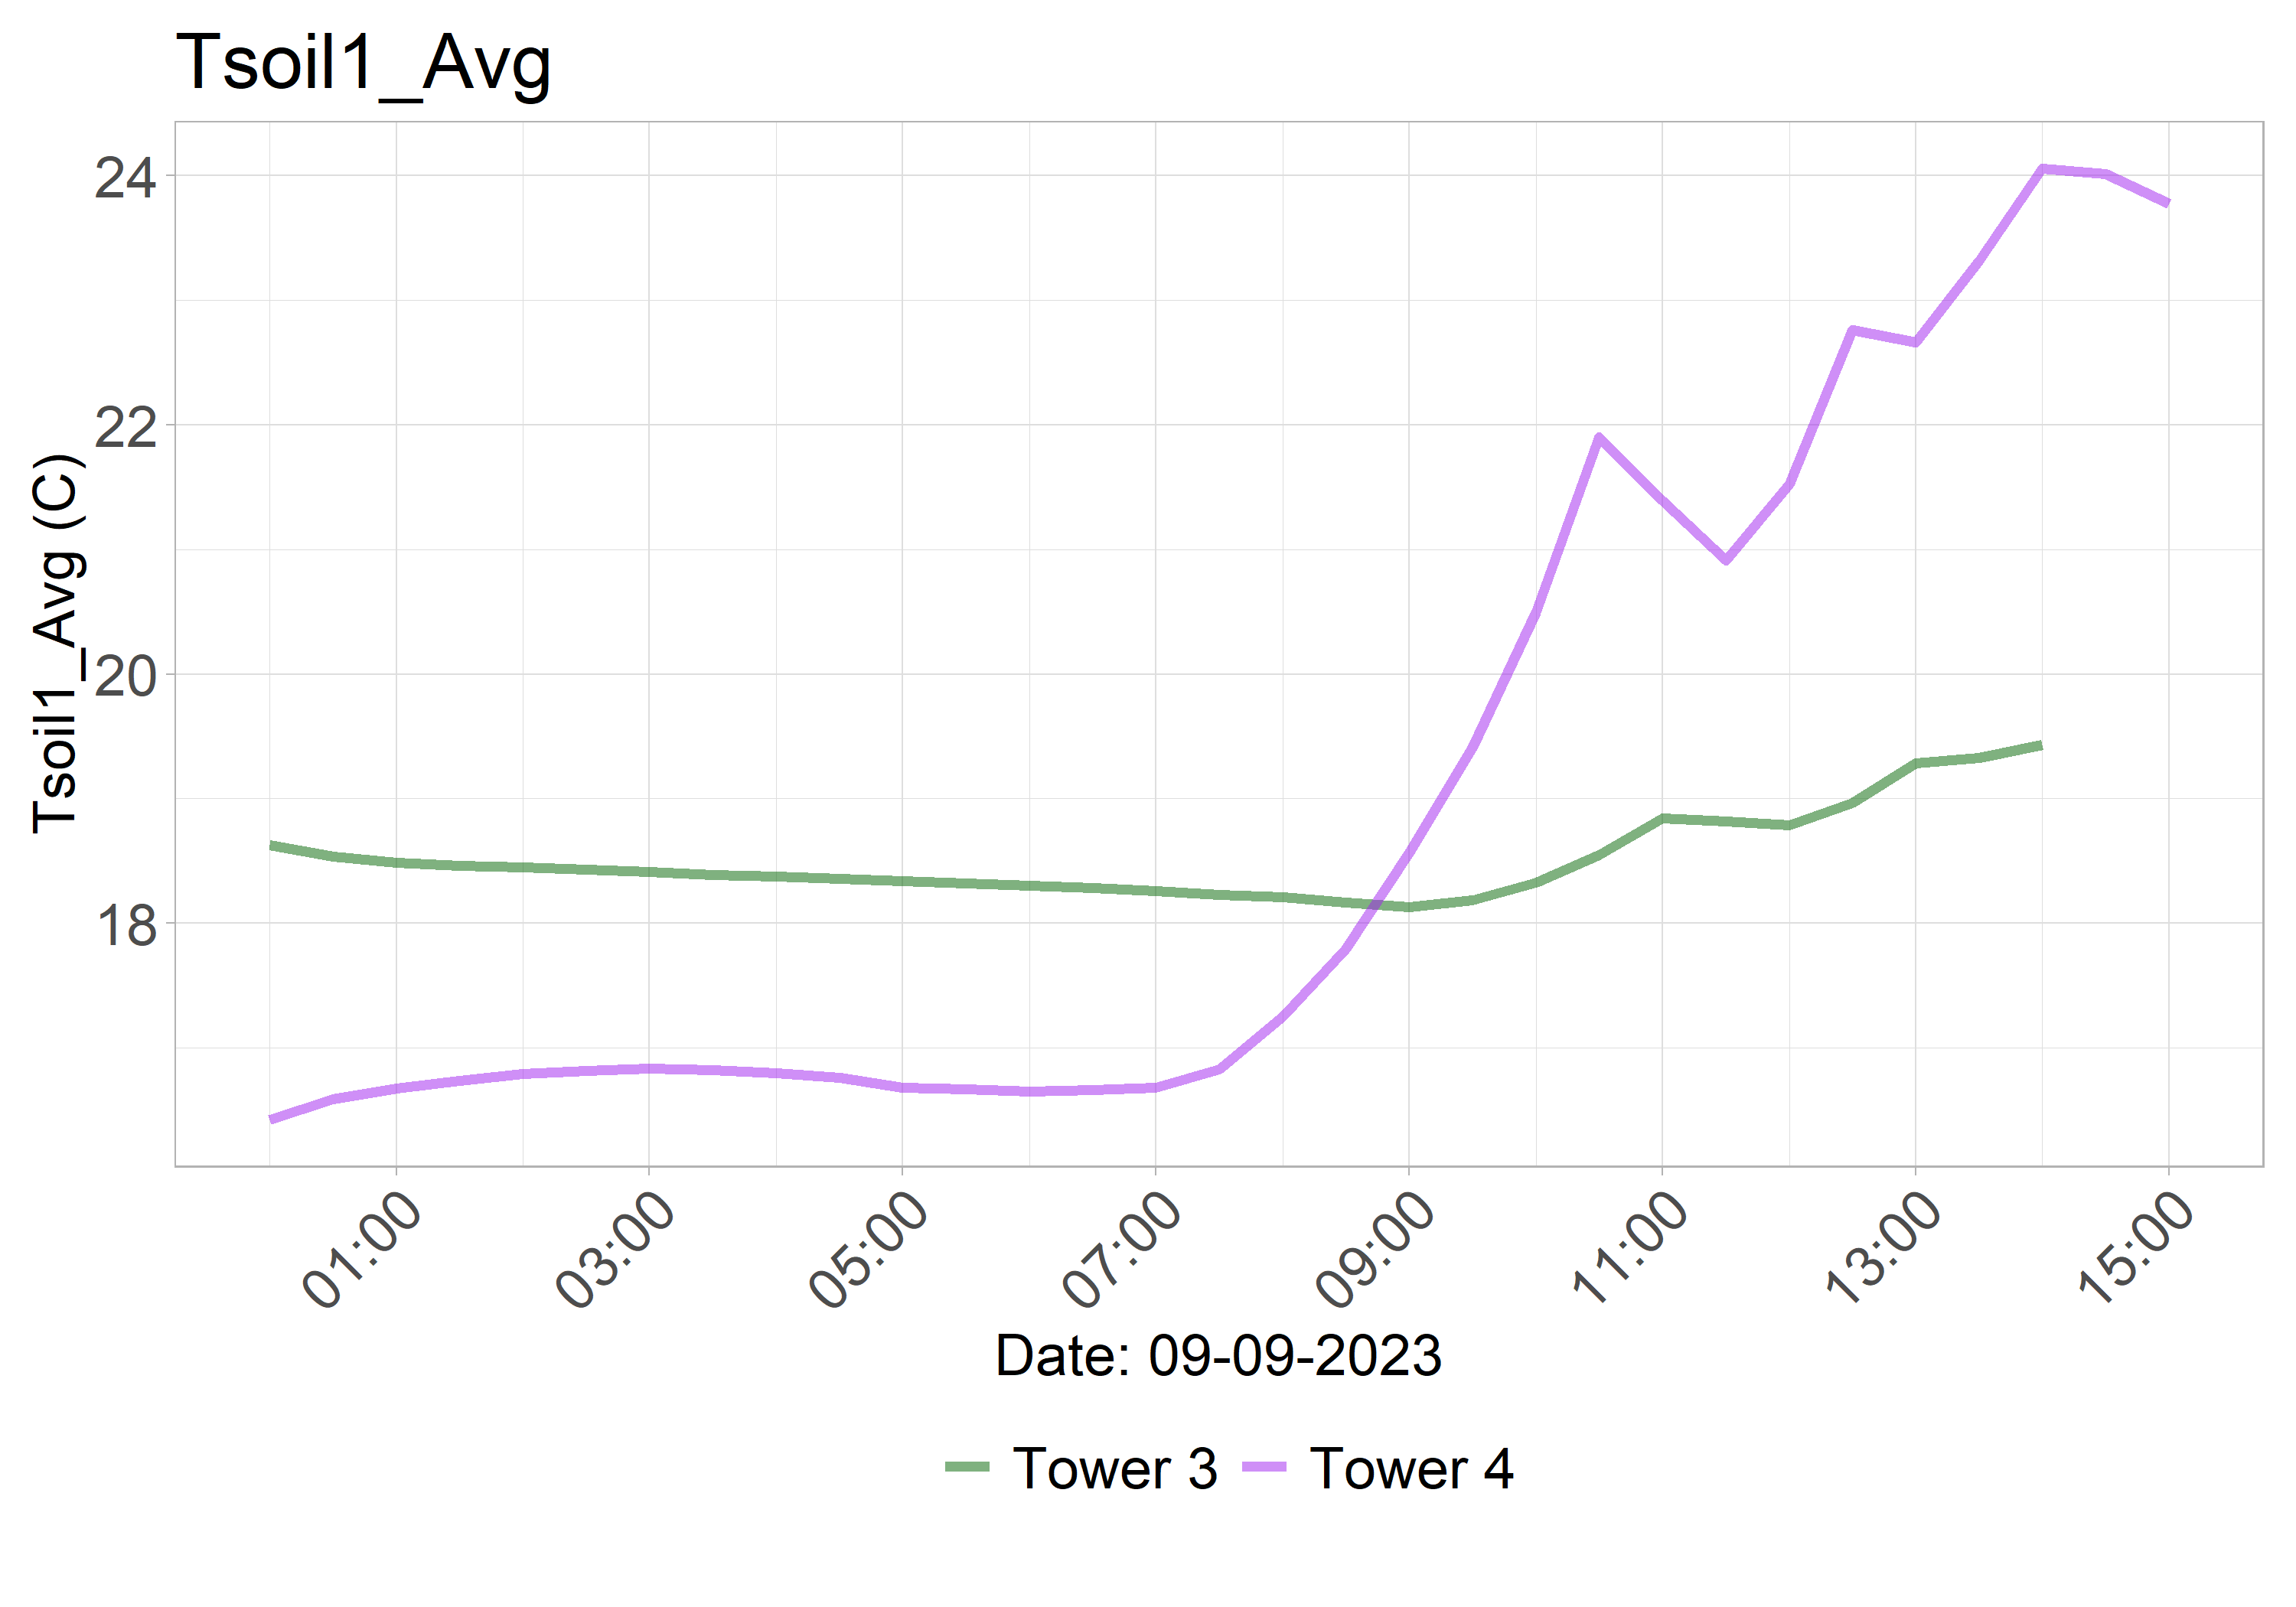 Tsoil1_Avg
Tsoil1_Avg (C)
24
22
20
18
01:00 03:00 05:00 07:00 09:00 11:00 13:00 15:00
Date: 09-09-2023
Tower 3 Tower 4